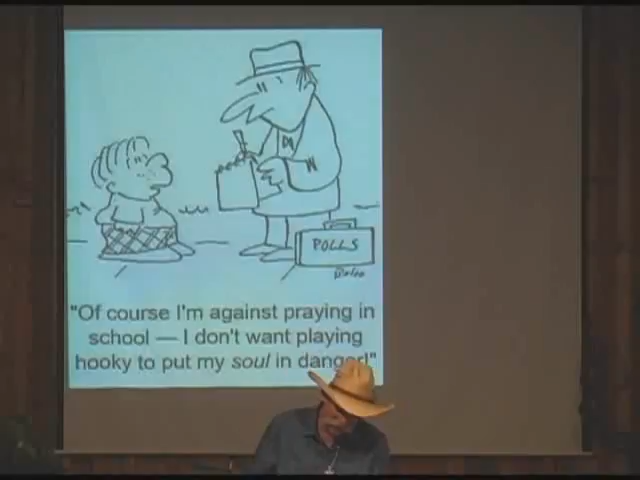 POLLS
"Of course I'm against praying in
school — I don't want playing
hooky to put my soul in danger!"